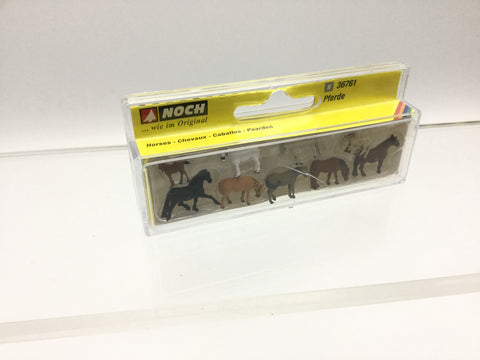 NOCH
... wie im Original
N 36761
Pferde
Horses - Chevaux - Caballos - Paarden